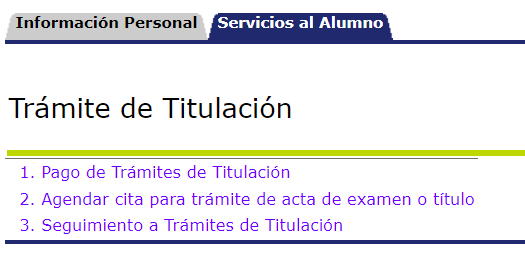 Información Personal Servicios al Alumno
Trámite de Titulación
1. Pago de Trámites de Titulación
2. Agendar cita para trámite de acta de examen o título
3. Seguimiento a Trámites de Titulación